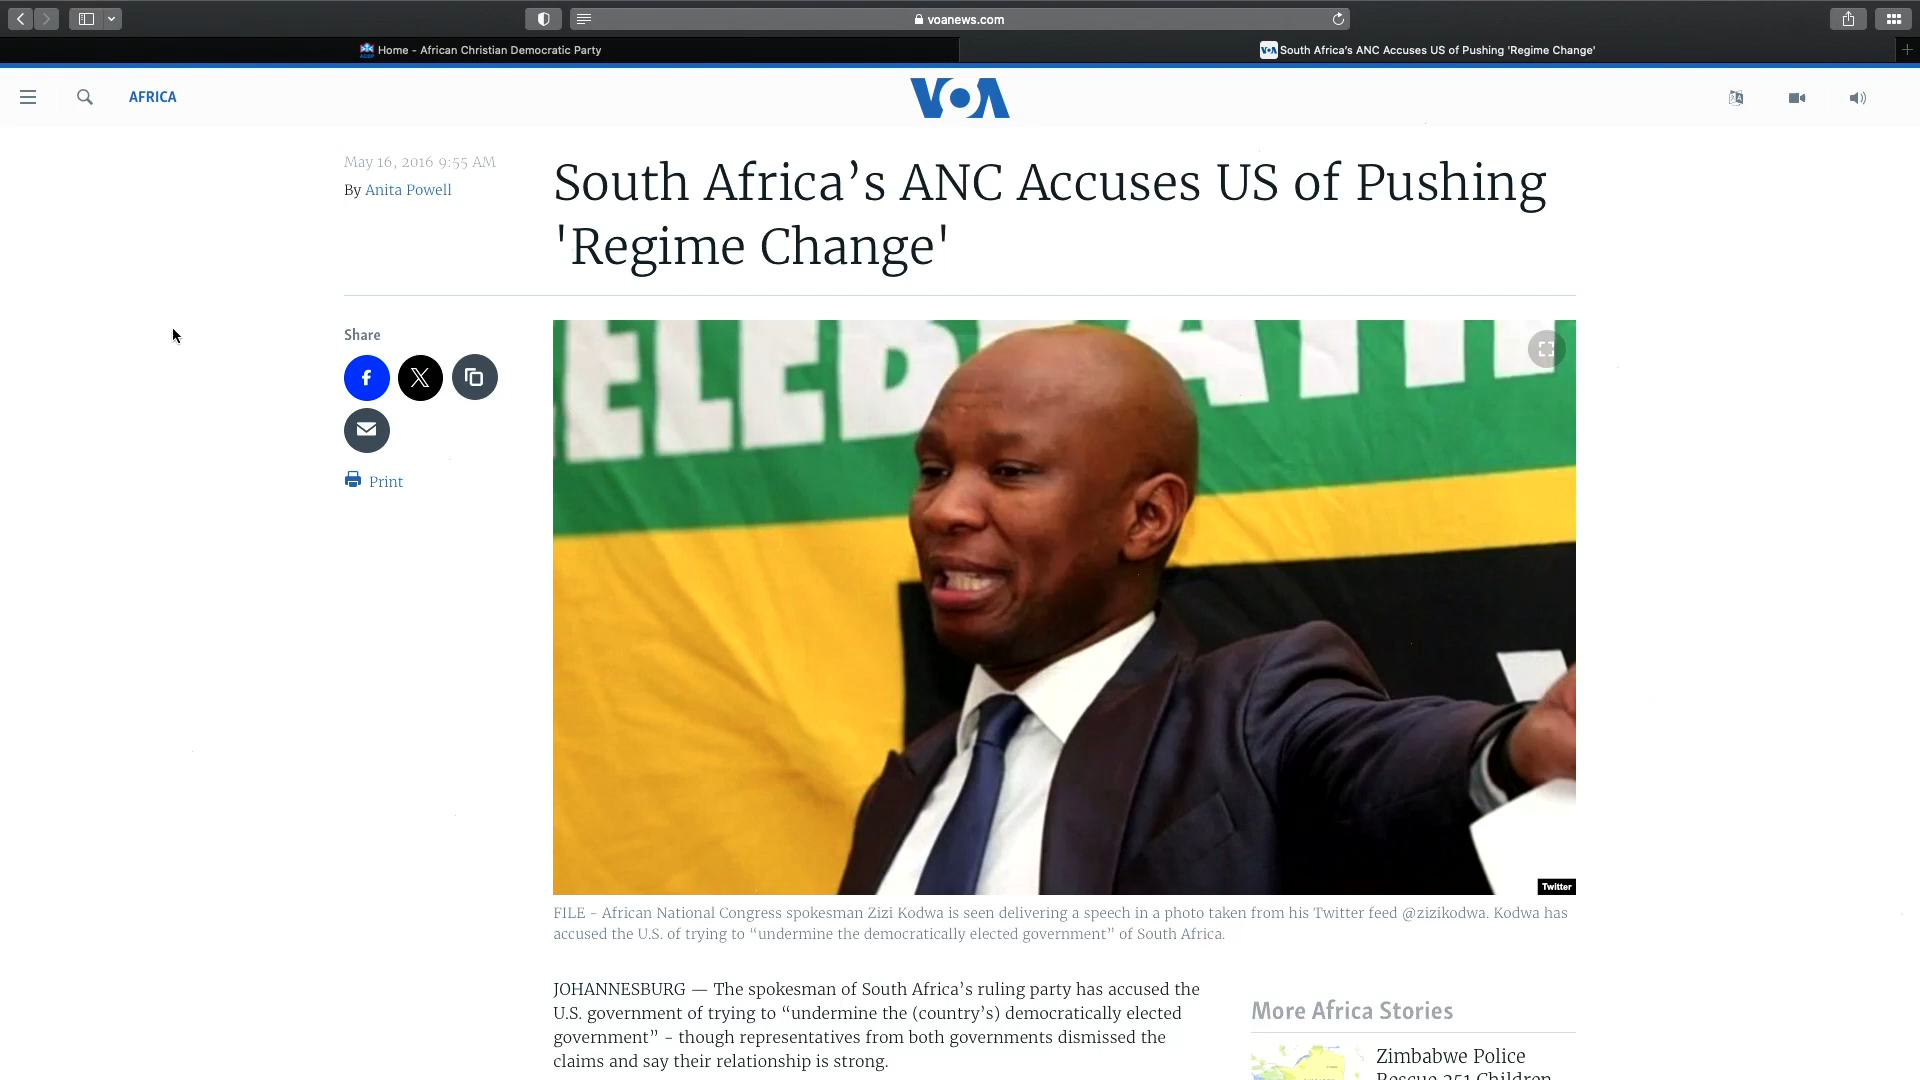 voanews.com
Home - African Christian Democratic Party
VOA South Africa's ANC Accuses US of Pushing 'Regime Change'
AFRICA
VOA
May 16, 2016 9:55 AM
By Anita Powell
South Africa’s ANC Accuses US of Pushing
'Regime Change'
Share
Print
Twitter
FILE - African National Congress spokesman Zizi Kodwa is seen delivering a speech in a photo taken from his Twitter feed @zizikodwa. Kodwa has
accused the U.S. of trying to “undermine the democratically elected government” of South Africa.
JOHANNESBURG — The spokesman of South Africa’s ruling party has accused the
U.S. government of trying to “undermine the (country’s) democratically elected
government” - though representatives from both governments dismissed the
claims and say their relationship is strong.
More Africa Stories
Zimbabwe Police
Rescue 251 Children